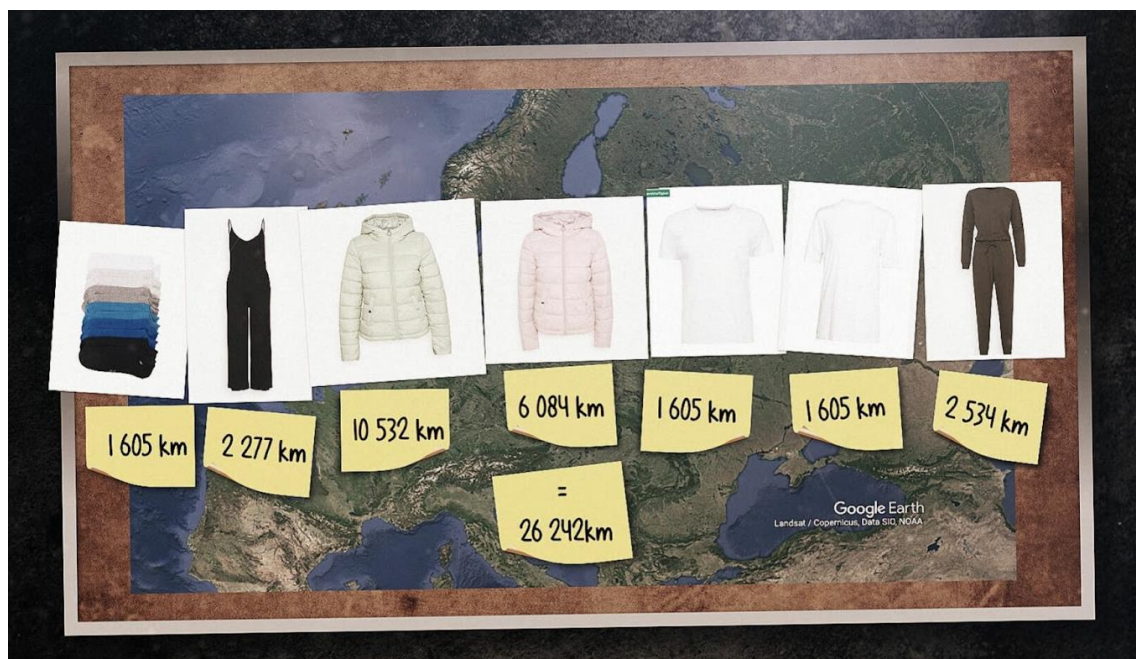 1 605 km
2 277 km
10 532 km
6 084 km
1 605 km
1 605 km
2 534 km
=
26 242km
Google Earth
Landsat / Copernicus, Data SIO, NOAA